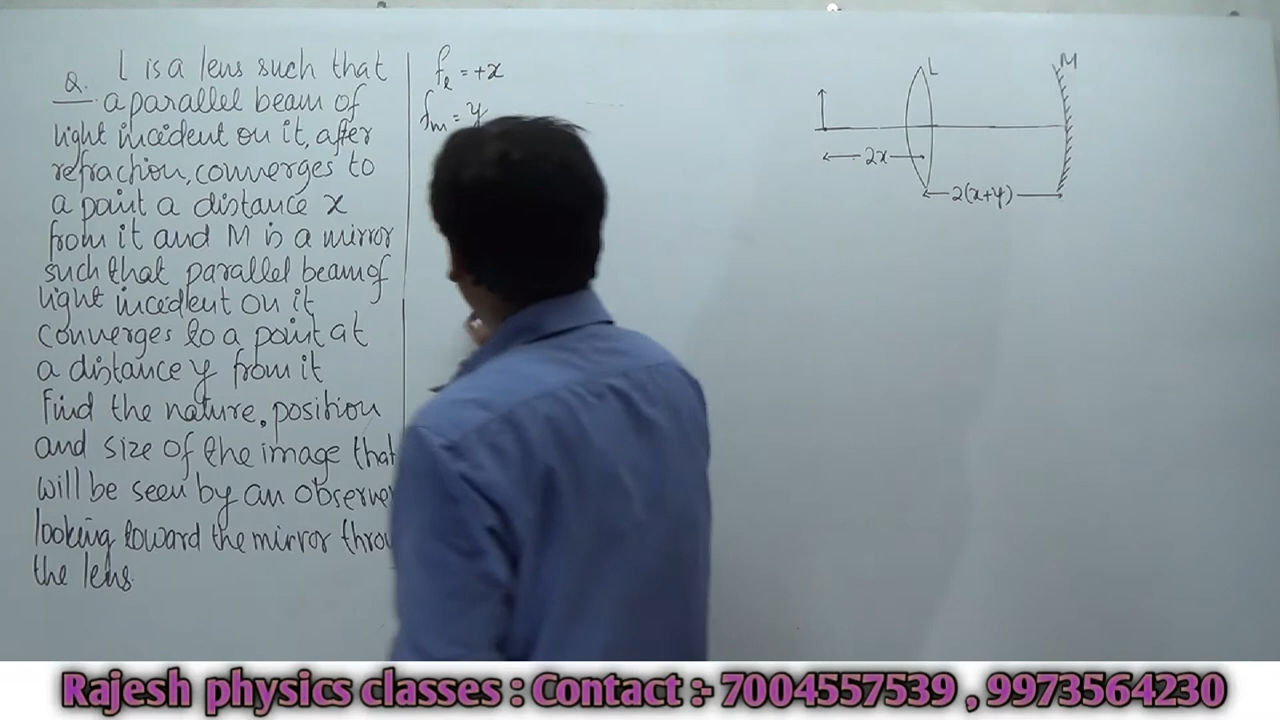 Q. L is a lens such that
a parallel beam of
light incident on it, after
refraction, converges to
a point a distance x
from it and M is a mirror
such that parallel beam of
light incident on it
converges to a point at
a distance y from it
Find the nature, position
and size of the image that
will be seen by an observer
looking toward the mirror throu
the lens.
fℓ = +x
fm = y
L
M
2x
2(x+y)
Rajesh physics classes : Contact :- 7004557539 , 9973564230